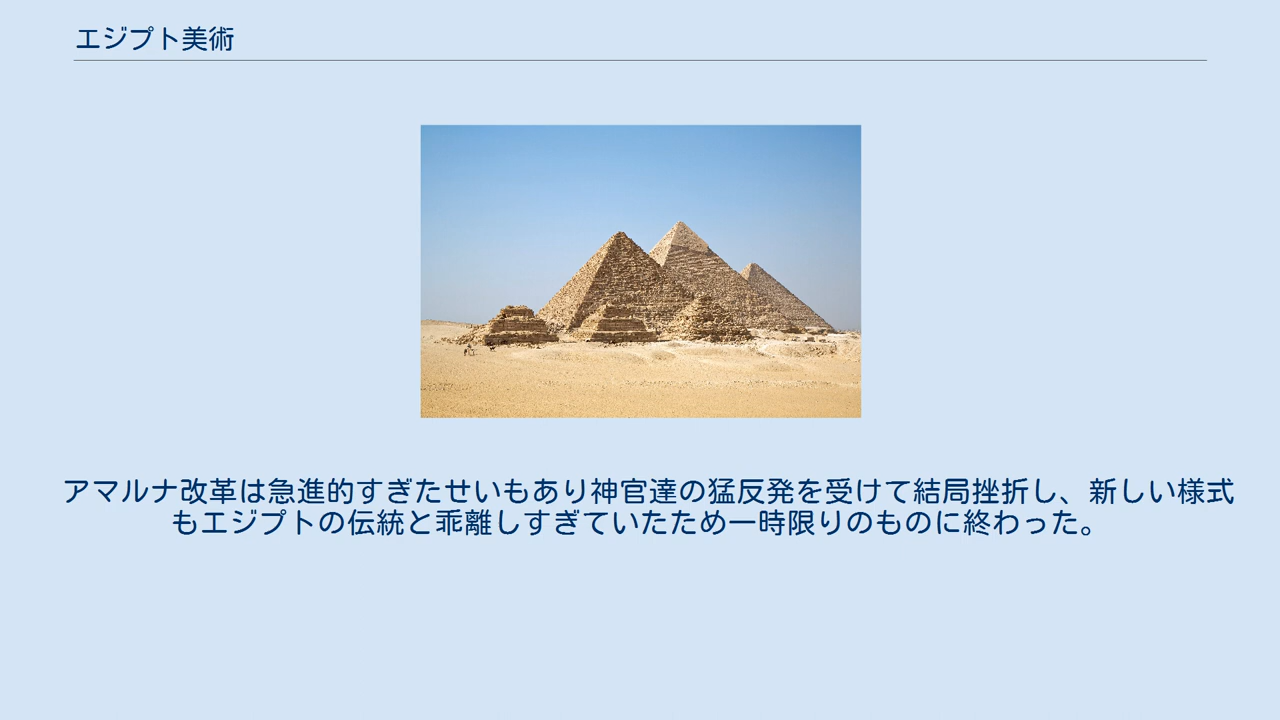 エジプト美術
アマルナ改革は急進的すぎたせいもあり神官達の猛反発を受けて結局挫折し、新しい様式
もエジプトの伝統と乖離しすぎていたため一時限りのものに終わった。